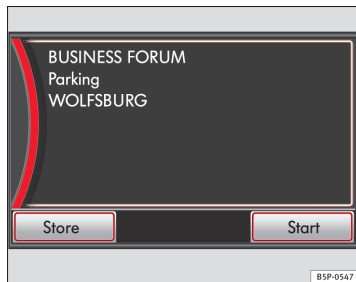 BUSINESS FORUM
Parking
WOLFSBURG
Store
Start
B5P-0547